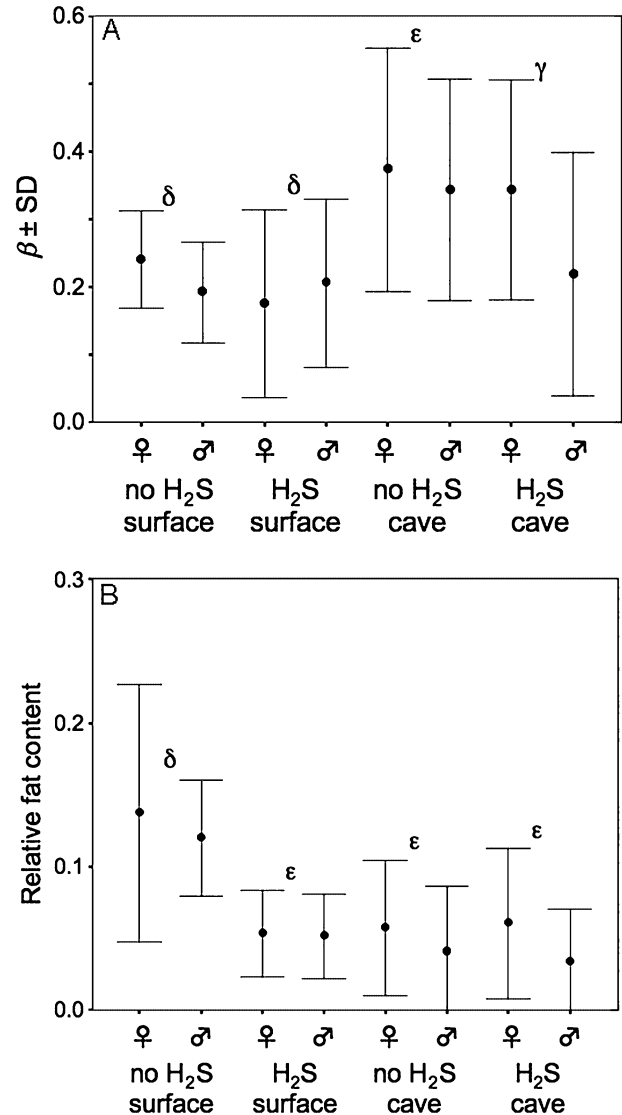 A
0.6
0.4
0.2
0.0
β ± SD
δ
δ
ε
γ
♀ ♂ ♀ ♂ ♀ ♂ ♀ ♂
no H₂S H₂S no H₂S H₂S
surface surface cave cave
B
0.3
0.2
0.1
0.0
Relative fat content
δ
ε
ε
ε
♀ ♂ ♀ ♂ ♀ ♂ ♀ ♂
no H₂S H₂S no H₂S H₂S
surface surface cave cave